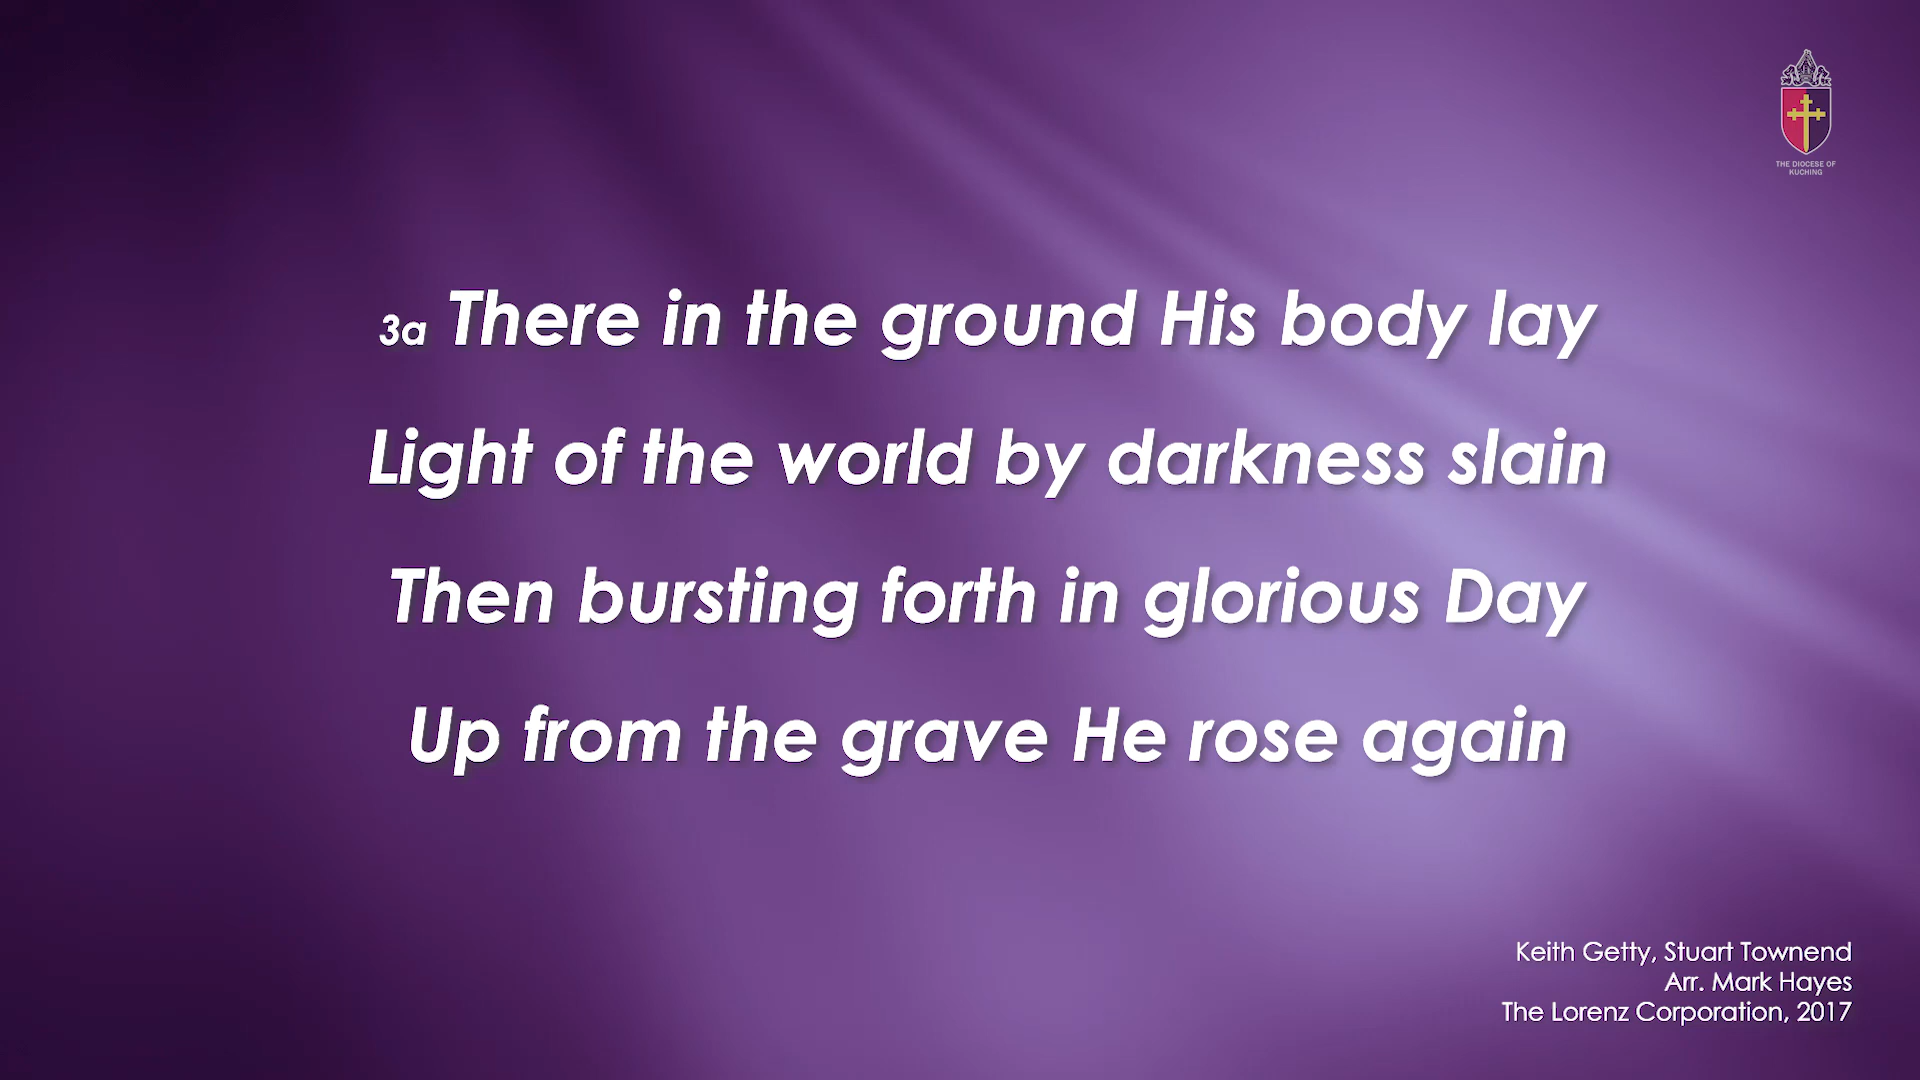 THE DIOCESE OF
KUCHING
3a There in the ground His body lay
Light of the world by darkness slain
Then bursting forth in glorious Day
Up from the grave He rose again
Keith Getty, Stuart Townend
Arr. Mark Hayes
The Lorenz Corporation, 2017